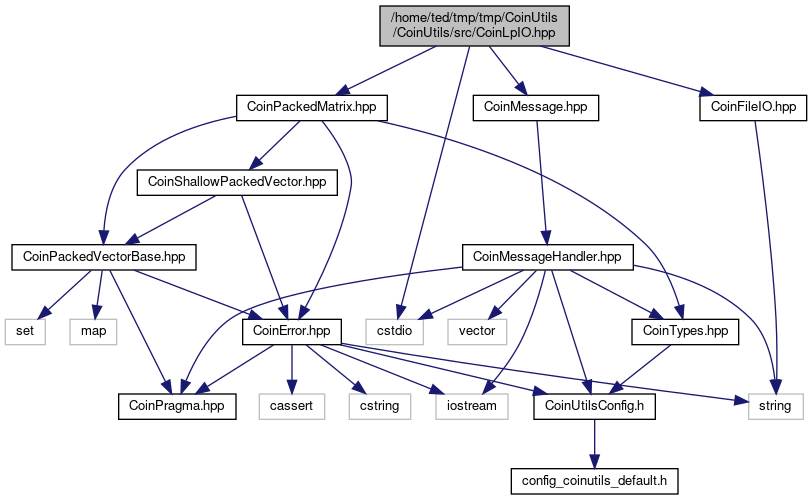 /home/ted/tmp/tmp/CoinUtils
/CoinUtils/src/CoinLpIO.hpp
CoinPackedMatrix.hpp
CoinMessage.hpp
CoinFileIO.hpp
CoinShallowPackedVector.hpp
CoinPackedVectorBase.hpp
CoinMessageHandler.hpp
set
map
CoinError.hpp
cstdio
vector
CoinTypes.hpp
CoinPragma.hpp
cassert
cstring
iostream
CoinUtilsConfig.h
string
config_coinutils_default.h